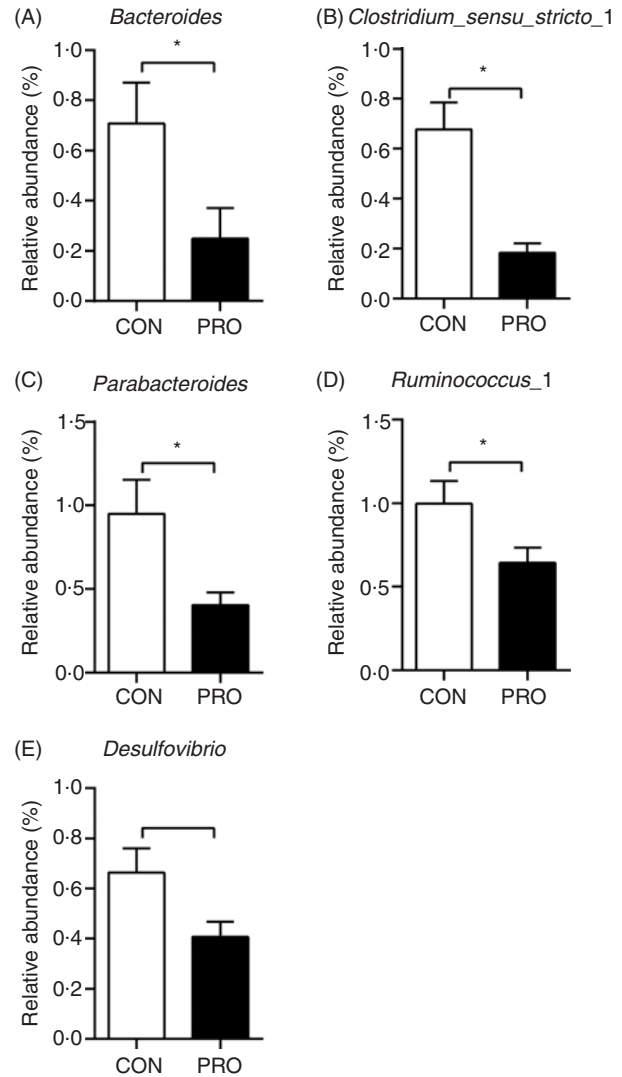 (A) Bacteroides
Relative abundance (%)
1·0
0·8
0·6
0·4
0·2
0·0
*
CON PRO
(B) Clostridium_sensu_stricto_1
Relative abundance (%)
1·0
0·8
0·6
0·4
0·2
0·0
*
CON PRO
(C) Parabacteroides
Relative abundance (%)
1·5
1·0
0·5
0·0
*
CON PRO
(D) Ruminococcus_1
Relative abundance (%)
1·5
1·0
0·5
0·0
*
CON PRO
(E) Desulfovibrio
Relative abundance (%)
1·0
0·8
0·6
0·4
0·2
0·0
CON PRO